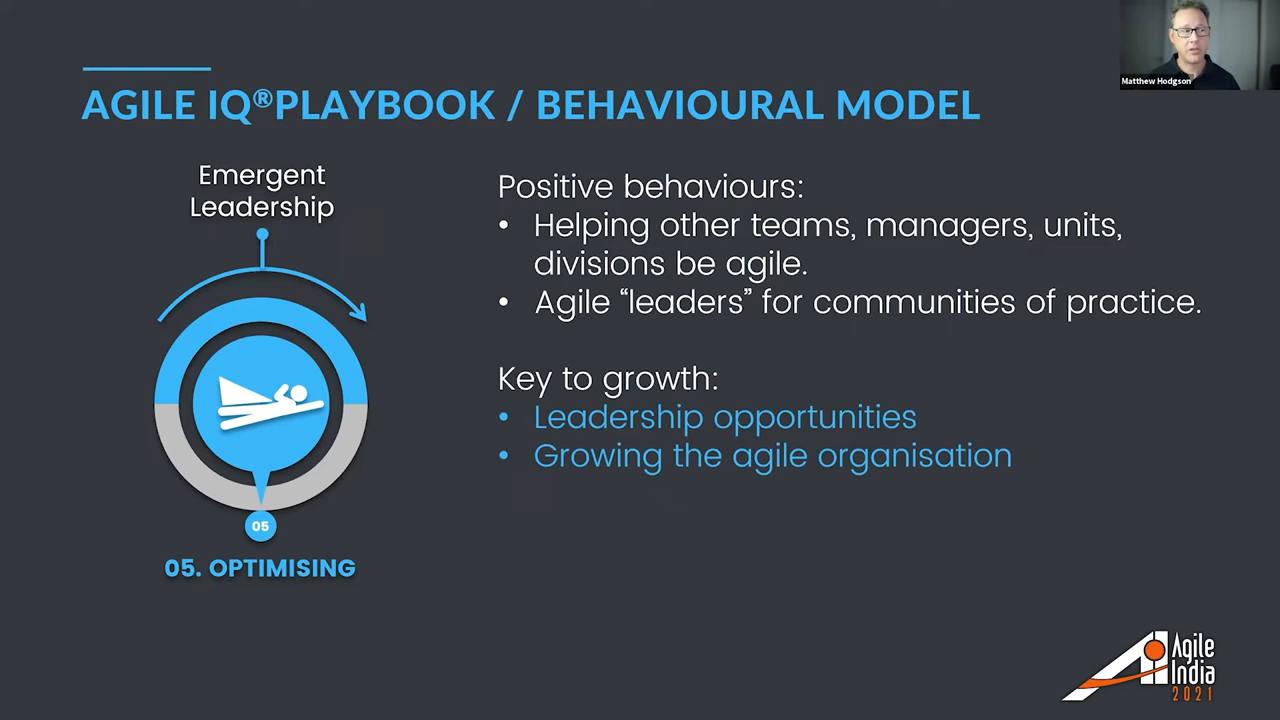 Matthew Hodgson
AGILE IQ®PLAYBOOK / BEHAVIOURAL MODEL
Emergent
Leadership
05
05. OPTIMISING
Positive behaviours:
• Helping other teams, managers, units,
divisions be agile.
• Agile “leaders” for communities of practice.
Key to growth:
• Leadership opportunities
• Growing the agile organisation
Agile
India
2021